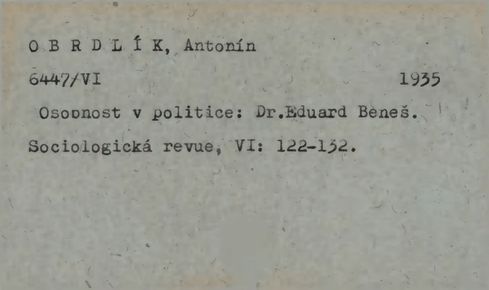 O B R D L Í K, Antonín
6447/VI 1935
Osobnost v politice: Dr.Eduard Beneš.
Sociologická revue, VI: 122-132.